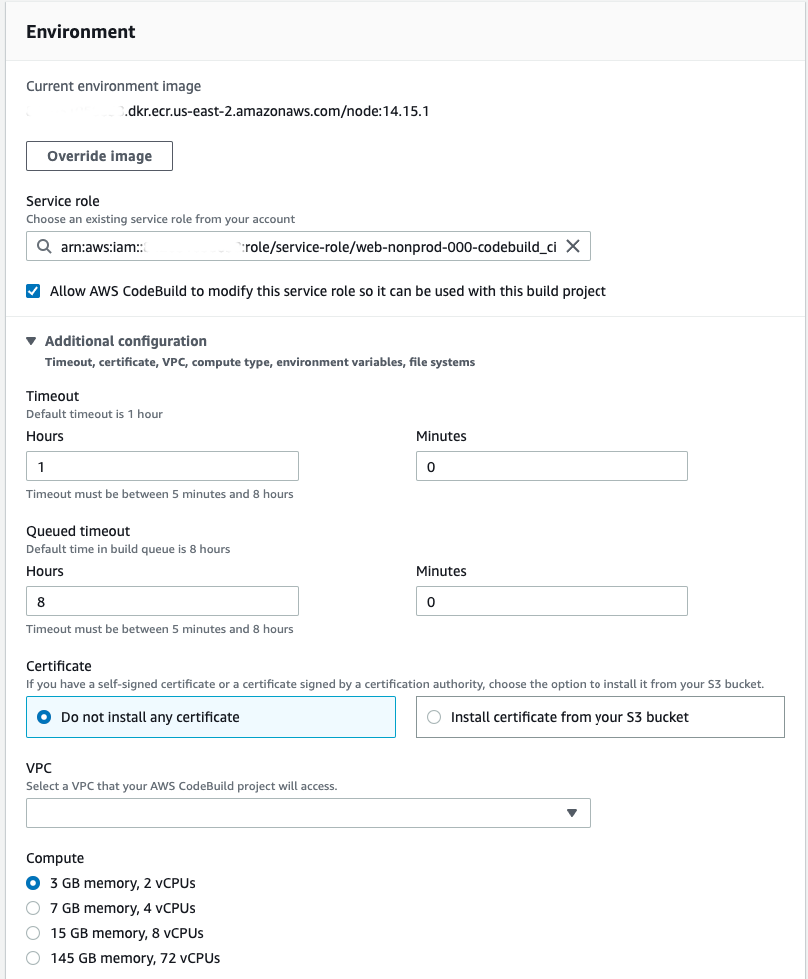 Environment
Current environment image
.dkr.ecr.us-east-2.amazonaws.com/node:14.15.1
Override image
Service role
Choose an existing service role from your account
arn:aws:iam:: :role/service-role/web-nonprod-000-codebuild_ci
Allow AWS CodeBuild to modify this service role so it can be used with this build project
Additional configuration
Timeout, certificate, VPC, compute type, environment variables, file systems
Timeout
Default timeout is 1 hour
Hours Minutes
1 0
Timeout must be between 5 minutes and 8 hours
Queued timeout
Default time in build queue is 8 hours
Hours Minutes
8 0
Timeout must be between 5 minutes and 8 hours
Certificate
If you have a self-signed certificate or a certificate signed by a certification authority, choose the option to install it from your S3 bucket.
Do not install any certificate Install certificate from your S3 bucket
VPC
Select a VPC that your AWS CodeBuild project will access.
Compute
3 GB memory, 2 vCPUs
7 GB memory, 4 vCPUs
15 GB memory, 8 vCPUs
145 GB memory, 72 vCPUs